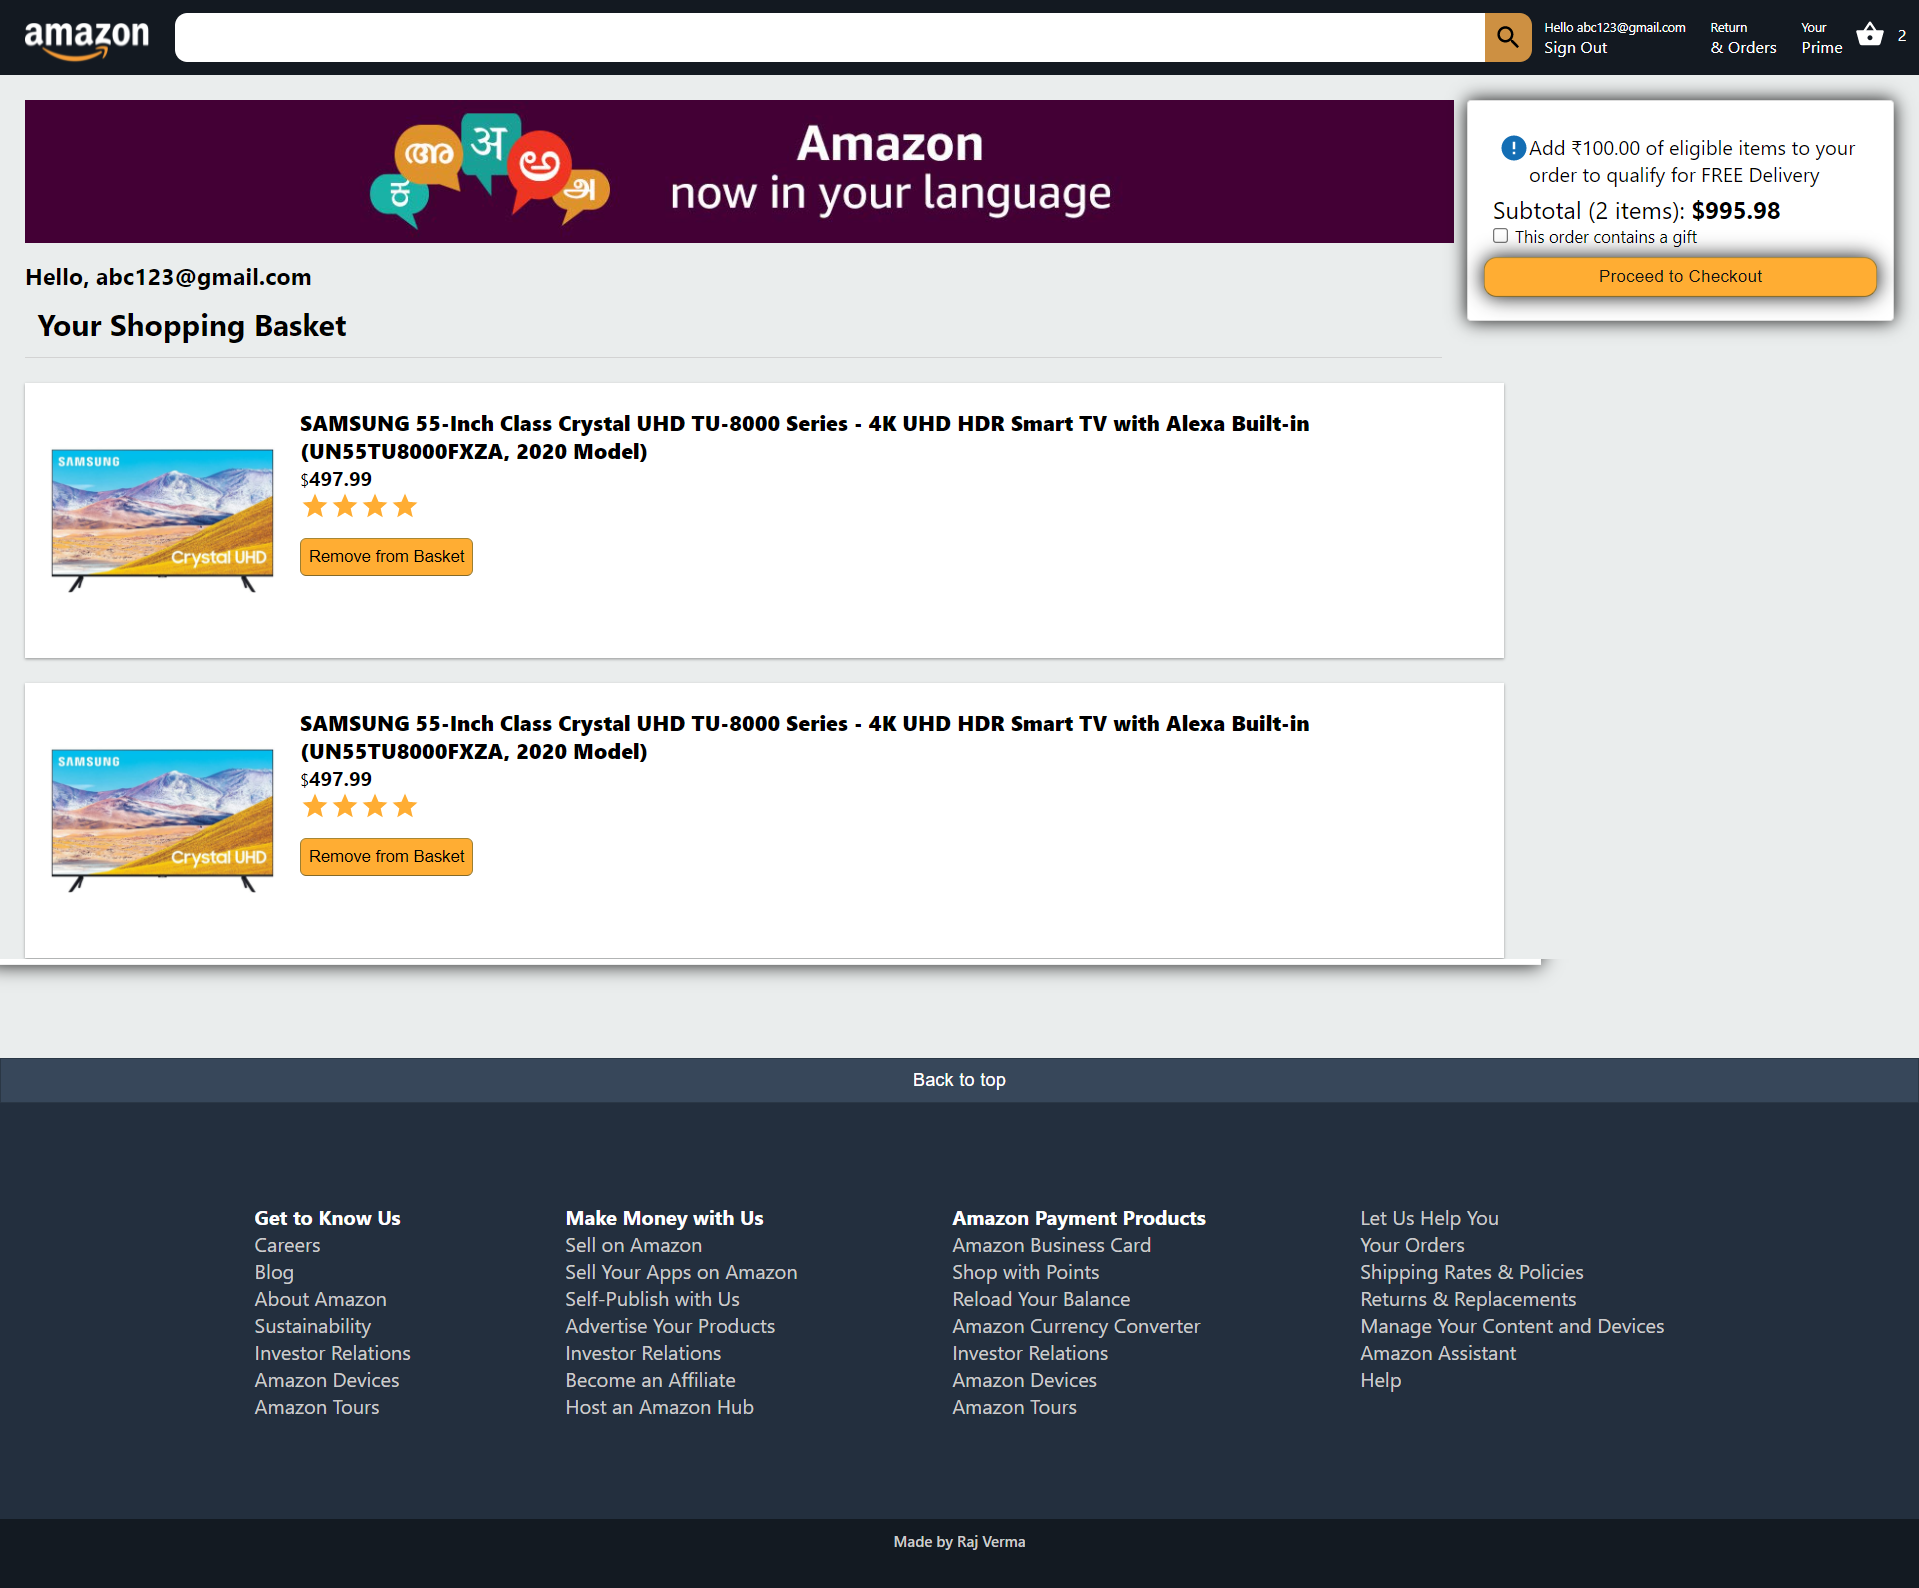 amazon
Hello abc123@gmail.com
Sign Out
Return
& Orders
Your
Prime
2
അ
अ
ಕ
అ
அ
Amazon
now in your language
Add ₹100.00 of eligible items to your
order to qualify for FREE Delivery
Subtotal (2 items): $995.98
This order contains a gift
Proceed to Checkout
Hello, abc123@gmail.com
Your Shopping Basket
SAMSUNG
Crystal UHD
SAMSUNG 55-Inch Class Crystal UHD TU-8000 Series - 4K UHD HDR Smart TV with Alexa Built-in
(UN55TU8000FXZA, 2020 Model)
$497.99
Remove from Basket
SAMSUNG
Crystal UHD
SAMSUNG 55-Inch Class Crystal UHD TU-8000 Series - 4K UHD HDR Smart TV with Alexa Built-in
(UN55TU8000FXZA, 2020 Model)
$497.99
Remove from Basket
Back to top
Get to Know Us
Careers
Blog
About Amazon
Sustainability
Investor Relations
Amazon Devices
Amazon Tours
Make Money with Us
Sell on Amazon
Sell Your Apps on Amazon
Self-Publish with Us
Advertise Your Products
Investor Relations
Become an Affiliate
Host an Amazon Hub
Amazon Payment Products
Amazon Business Card
Shop with Points
Reload Your Balance
Amazon Currency Converter
Investor Relations
Amazon Devices
Amazon Tours
Let Us Help You
Your Orders
Shipping Rates & Policies
Returns & Replacements
Manage Your Content and Devices
Amazon Assistant
Help
Made by Raj Verma